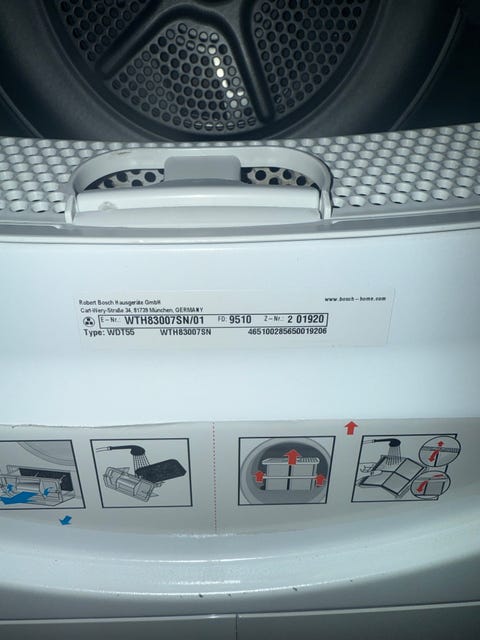 Robert Bosch Hausgeräte GmbH
www.bosch-home.com
Carl-Wery-Straße 34, 81739 München, GERMANY
E-Nr.: WTH83007SN/01 FD: 9510 Z-Nr.: 2 01920
Type: WDT55 WTH83007SN 465100285650019206